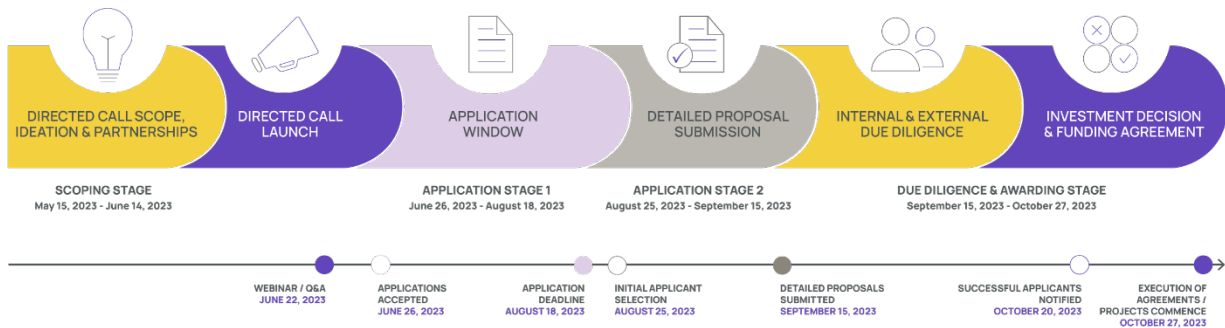 DIRECTED CALL SCOPE,
IDEATION & PARTNERSHIPS
DIRECTED CALL
LAUNCH
APPLICATION
WINDOW
DETAILED PROPOSAL
SUBMISSION
INTERNAL & EXTERNAL
DUE DILIGENCE
INVESTMENT DECISION
& FUNDING AGREEMENT
SCOPING STAGE
May 15, 2023 - June 14, 2023
APPLICATION STAGE 1
June 26, 2023 - August 18, 2023
APPLICATION STAGE 2
August 25, 2023 - September 15, 2023
DUE DILIGENCE & AWARDING STAGE
September 15, 2023 - October 27, 2023
WEBINAR / Q&A
JUNE 22, 2023
APPLICATIONS
ACCEPTED
JUNE 26, 2023
APPLICATION
DEADLINE
AUGUST 18, 2023
INITIAL APPLICANT
SELECTION
AUGUST 25, 2023
DETAILED PROPOSALS
SUBMITTED
SEPTEMBER 15, 2023
SUCCESSFUL APPLICANTS
NOTIFIED
OCTOBER 20, 2023
EXECUTION OF
AGREEMENTS /
PROJECTS COMMENCE
OCTOBER 27, 2023